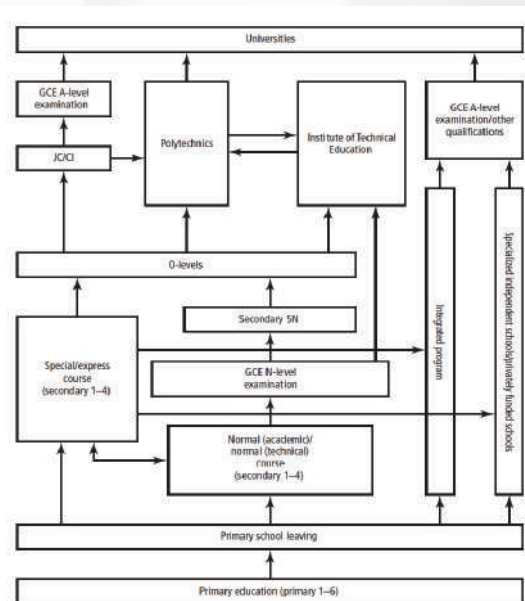 Universities
GCE A-level
examination
JC/CI
Polytechnics
Institute of Technical
Education
GCE A-level
examination/other
qualifications
O-levels
Secondary 5N
Special/express
course
(secondary 1–4)
GCE N-level
examination
Normal (academic)/
normal (technical)
course
(secondary 1–4)
Integrated program
Specialized independent schools/privately funded schools
Primary school leaving
Primary education (primary 1–6)